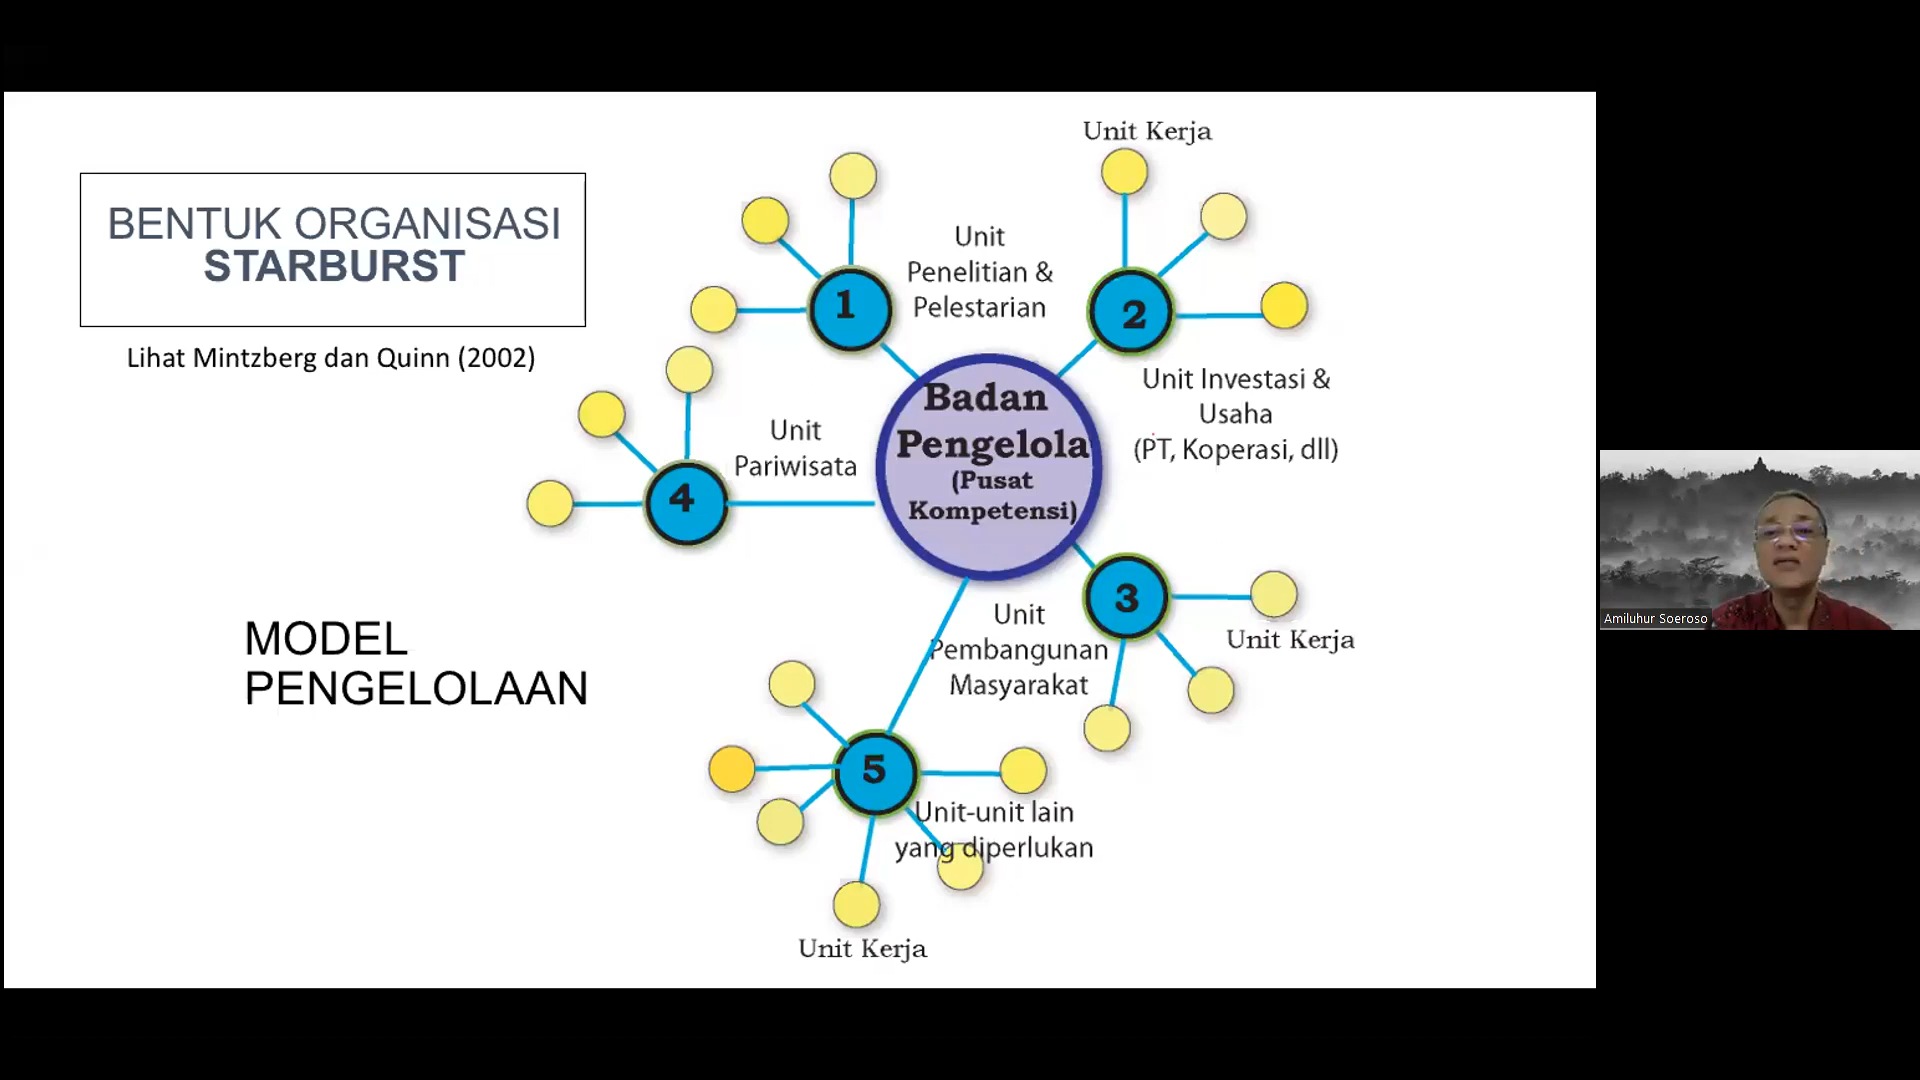 BENTUK ORGANISASI
STARBURST
Lihat Mintzberg dan Quinn (2002)
MODEL
PENGELOLAAN
Unit Kerja
1
Unit
Penelitian &
Pelestarian
2
Unit Investasi &
Usaha
(PT, Koperasi, dll)
Badan
Pengelola
(Pusat
Kompetensi)
Unit
Pariwisata
4
3
Unit
Pembangunan
Masyarakat
Unit Kerja
5
Unit-unit lain
yang diperlukan
Unit Kerja
Amiluhur Soeroso